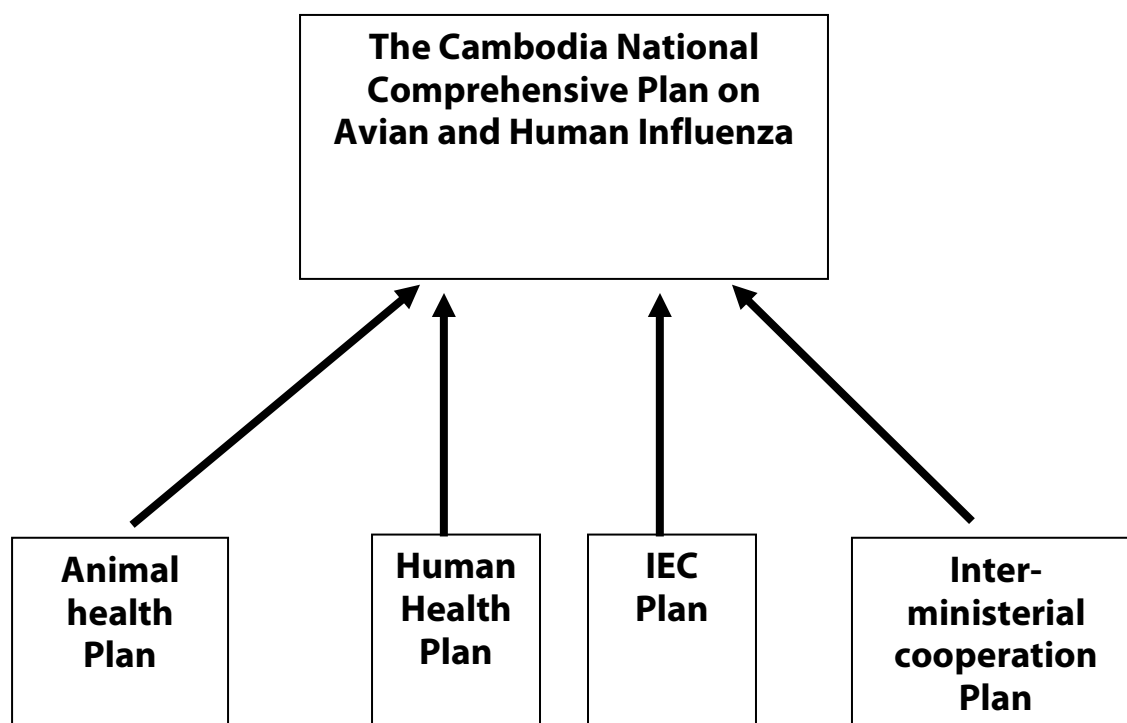 The Cambodia National
Comprehensive Plan on
Avian and Human Influenza
Animal
health
Plan
Human
Health
Plan
IEC
Plan
Inter-
ministerial
cooperation
Plan